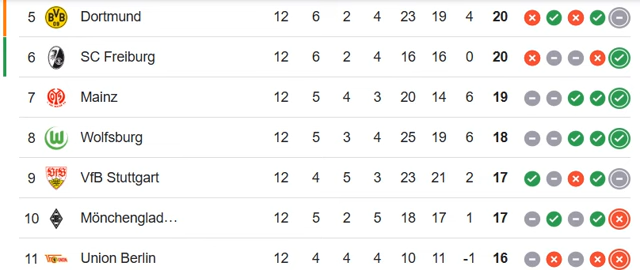 5 Dortmund 12 6 2 4 23 19 4 20
6 SC Freiburg 12 6 2 4 16 16 0 20
7 Mainz 12 5 4 3 20 14 6 19
8 Wolfsburg 12 5 3 4 25 19 6 18
9 VfB Stuttgart 12 4 5 3 23 21 2 17
10 Mönchenglad… 12 5 2 5 18 17 1 17
11 Union Berlin 12 4 4 4 10 11 -1 16